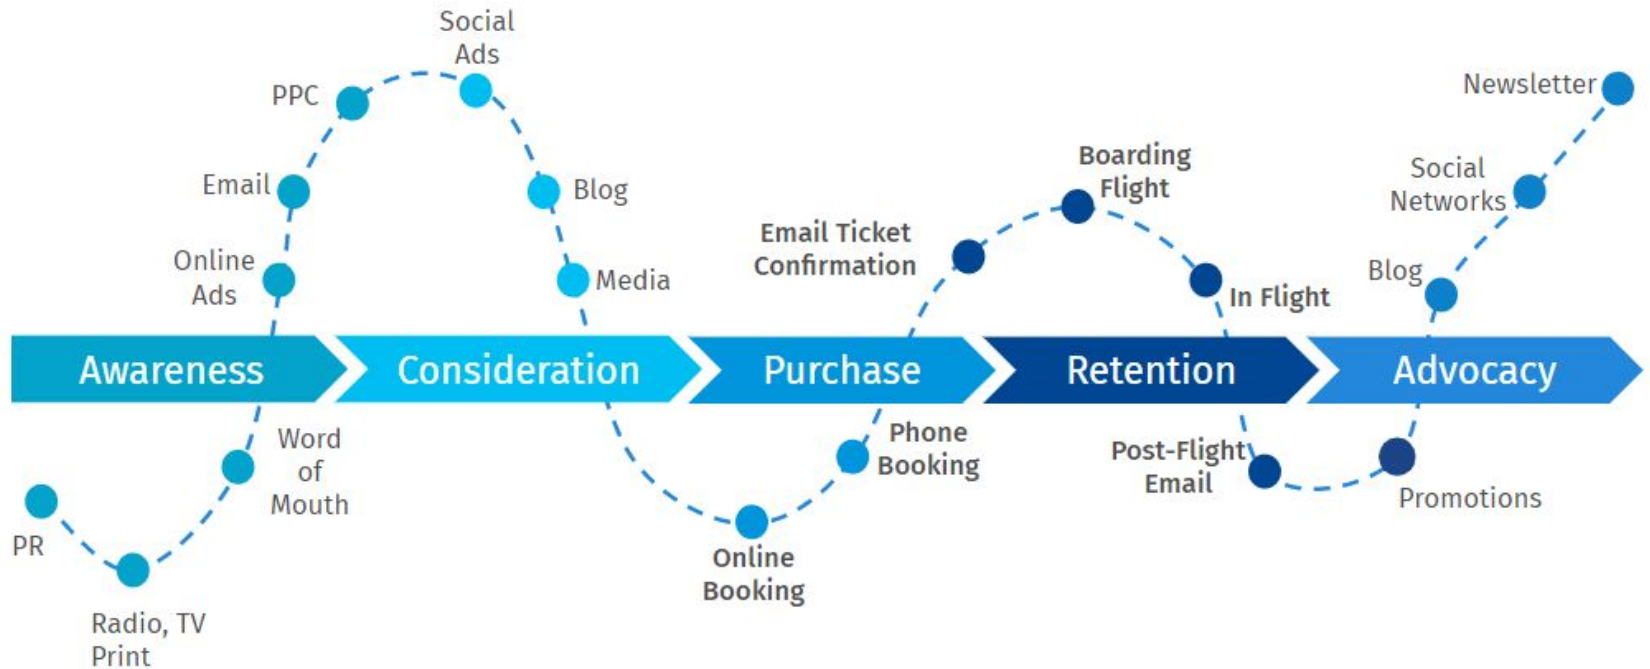 Social
Ads
PPC
Email
Blog
Online
Ads
Media
Email Ticket
Confirmation
Boarding
Flight
In Flight
Newsletter
Social
Networks
Blog
Awareness
Consideration
Purchase
Retention
Advocacy
PR
Radio, TV
Print
Word
of
Mouth
Online
Booking
Phone
Booking
Post-Flight
Email
Promotions